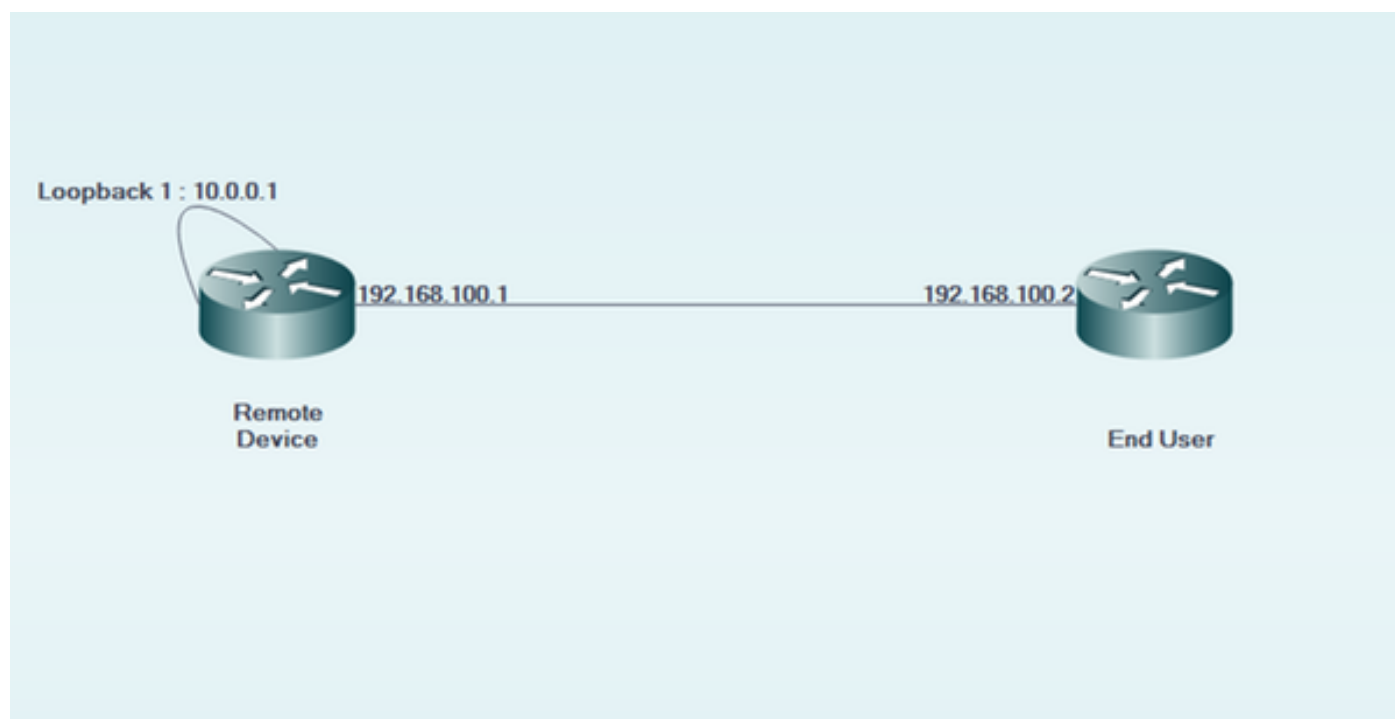 Loopback 1 : 10.0.0.1
192.168.100.1
192.168.100.2
Remote
Device
End User